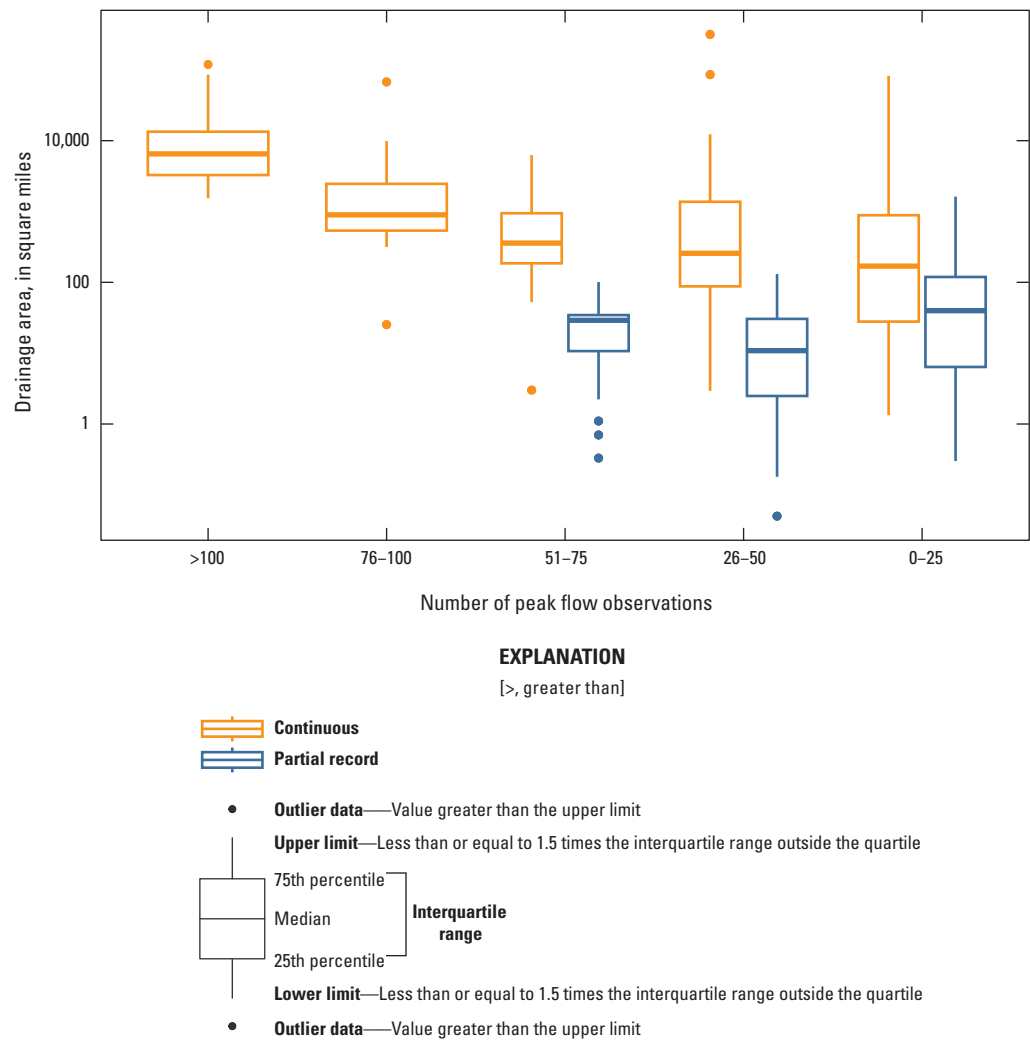 Drainage area, in square miles
10,000
100
1
>100
76–100
51–75
26–50
0–25
Number of peak flow observations
EXPLANATION
[>, greater than]
Continuous
Partial record
Outlier data——Value greater than the upper limit
Upper limit—Less than or equal to 1.5 times the interquartile range outside the quartile
75th percentile
Median
Interquartile
range
25th percentile
Lower limit—Less than or equal to 1.5 times the interquartile range outside the quartile
Outlier data——Value greater than the upper limit